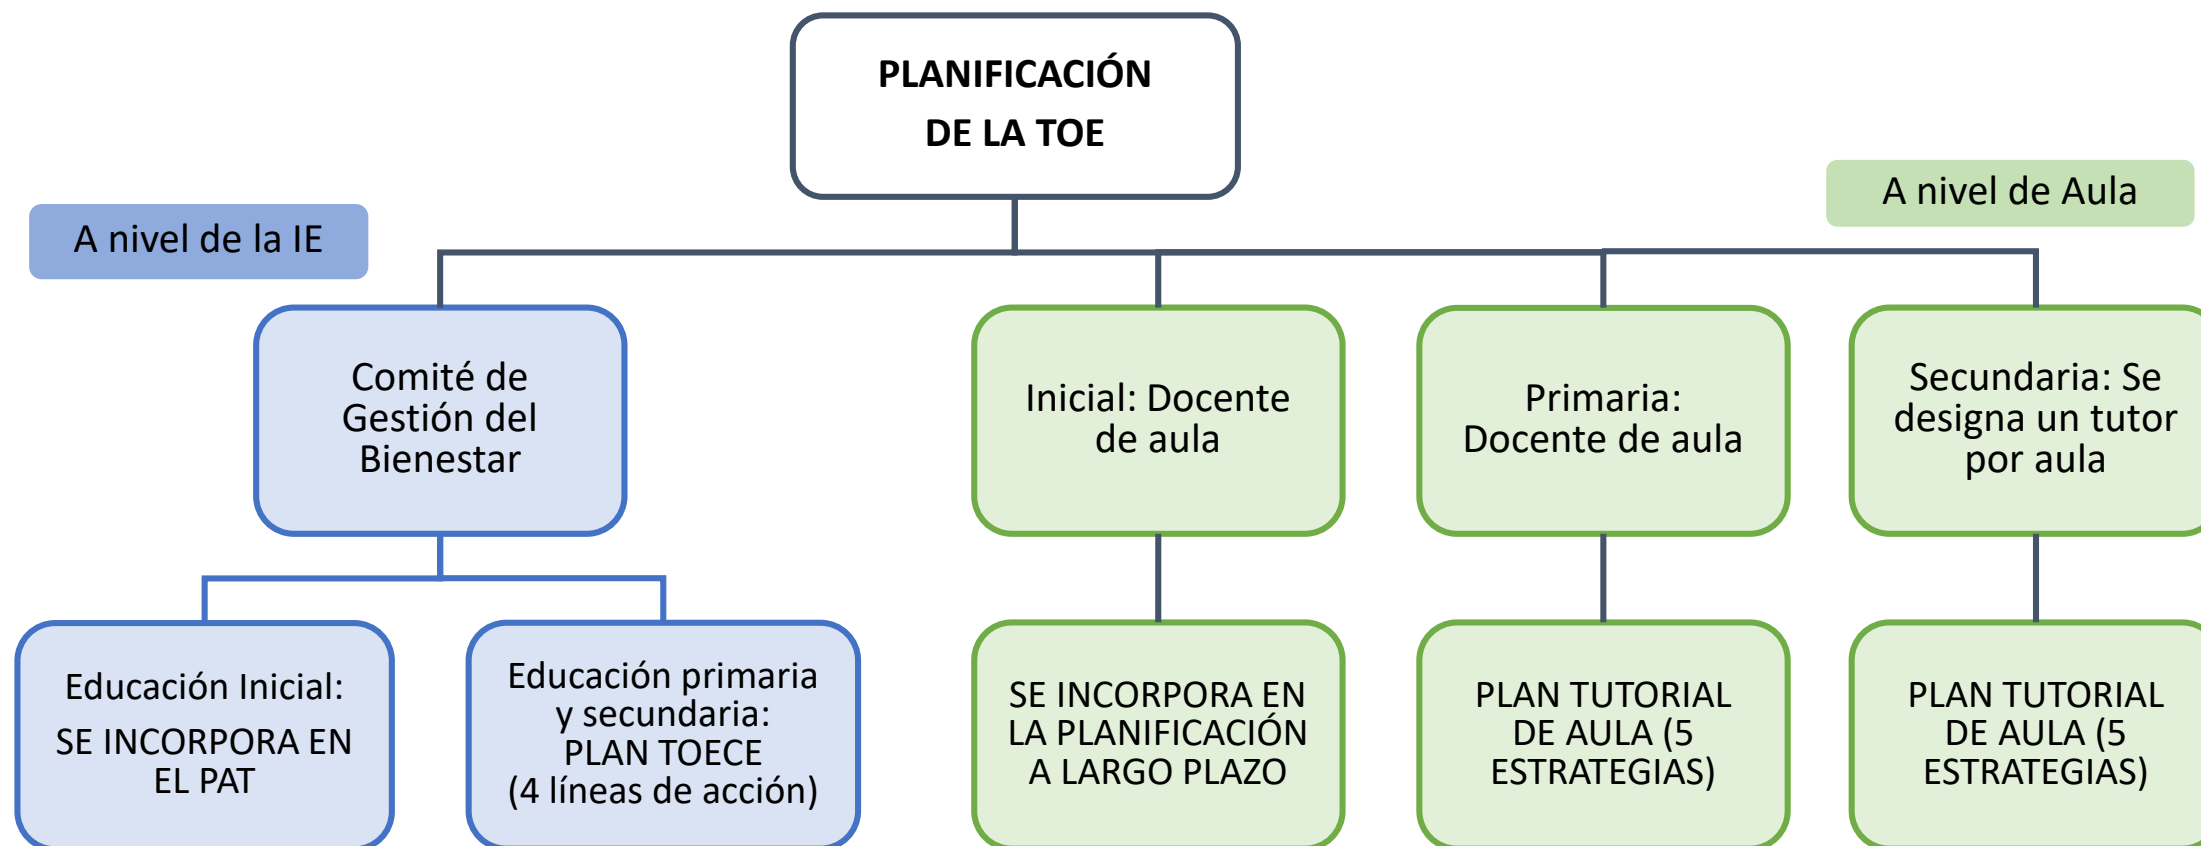 PLANIFICACIÓN
DE LA TOE
A nivel de la IE
A nivel de Aula
Comité de
Gestión del
Bienestar
Inicial: Docente
de aula
Primaria:
Docente de aula
Secundaria: Se
designa un tutor
por aula
Educación Inicial:
SE INCORPORA EN
EL PAT
Educación primaria
y secundaria:
PLAN TOECE
(4 líneas de acción)
SE INCORPORA EN
LA PLANIFICACIÓN
A LARGO PLAZO
PLAN TUTORIAL
DE AULA (5
ESTRATEGIAS)
PLAN TUTORIAL
DE AULA (5
ESTRATEGIAS)